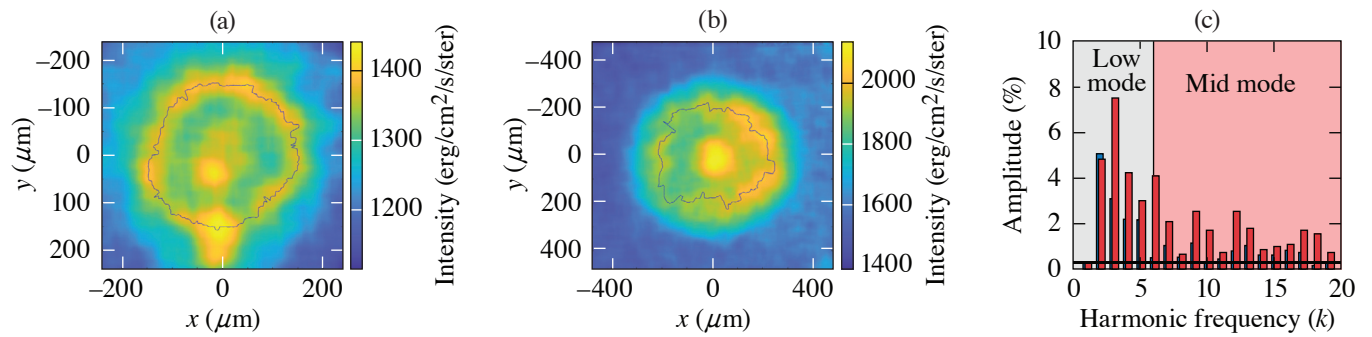 (a)
−200
−100
0
100
200
y (μm)
−200
0
200
x (μm)
1400
1300
1200
Intensity (erg/cm²/s/ster)
(b)
−400
−200
0
200
400
y (μm)
−400
0
400
x (μm)
2000
1800
1600
1400
Intensity (erg/cm²/s/ster)
(c)
10
8
6
4
2
0
Amplitude (%)
Low
mode
Mid mode
0
5
10
15
20
Harmonic frequency (k)